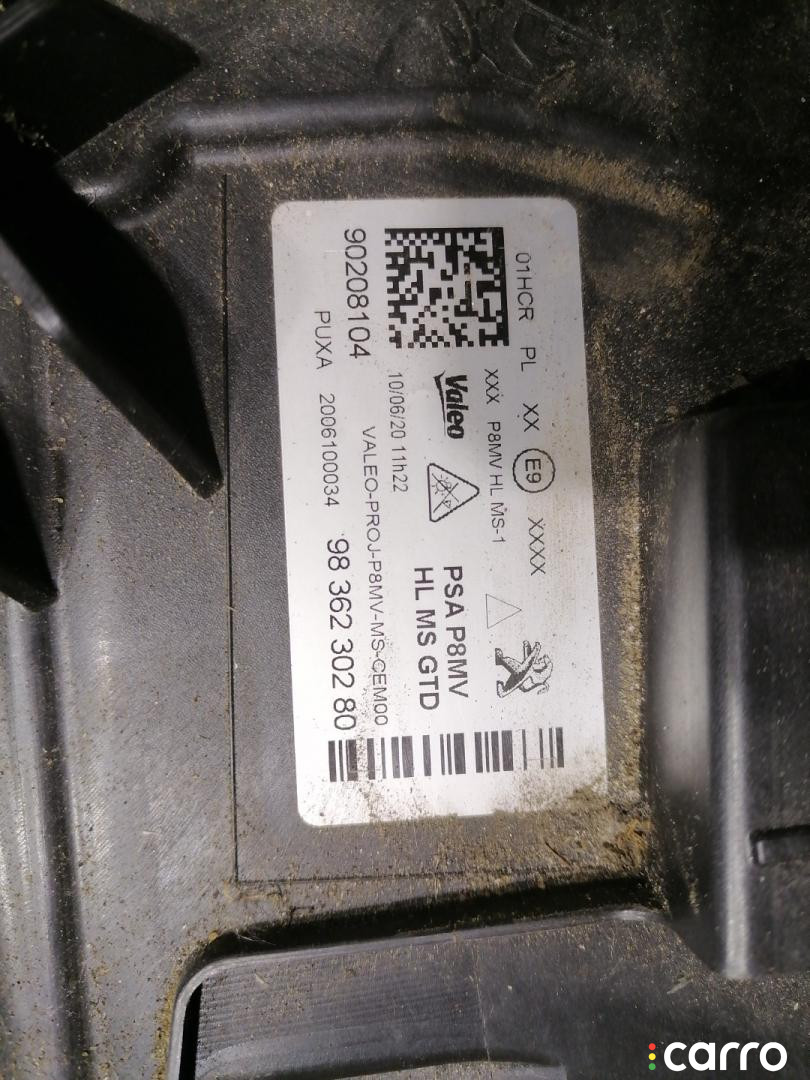 01HCR PL XX E9 XXXX
XXX P8MV HL MS-1
Valeo
PSA P8MV
HL MS GTD
10/06/20 11h22
VALEO-PROJ-P8MV-MS-CEM00
90208104
98 362 302 80
PUXA 2006100034
carro